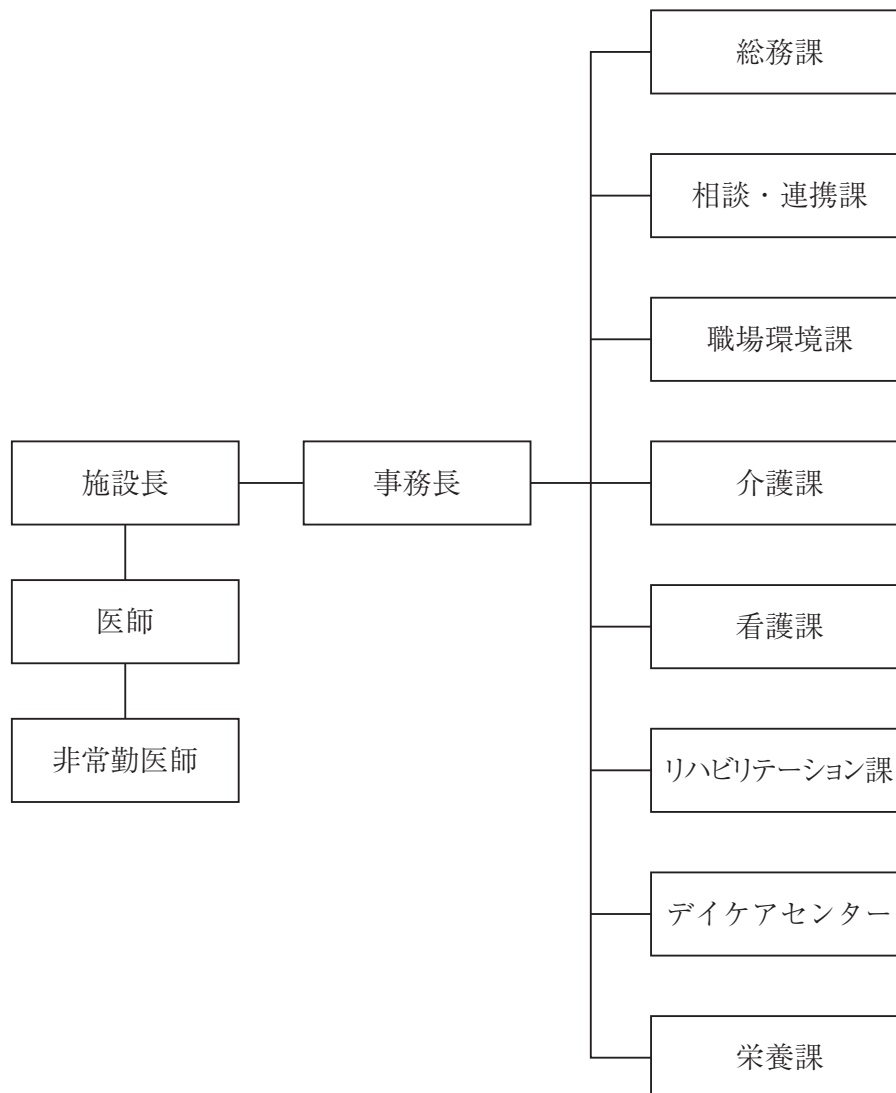 総務課
相談・連携課
職場環境課
施設長
事務長
介護課
医師
看護課
非常勤医師
リハビリテーション課
デイケアセンター
栄養課